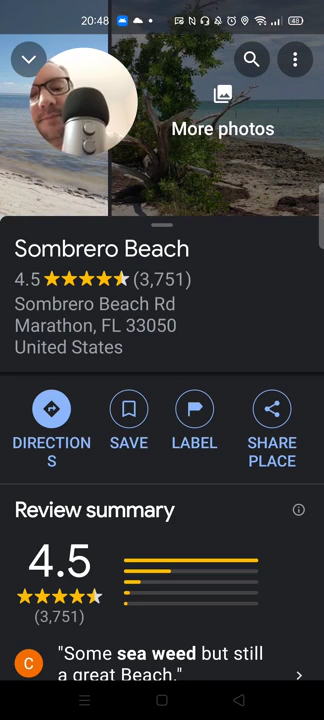 20:48
48
More photos
Sombrero Beach
4.5 (3,751)
Sombrero Beach Rd
Marathon, FL 33050
United States
DIRECTION
S
SAVE
LABEL
SHARE
PLACE
Review summary
4.5
(3,751)
C
"Some sea weed but still
a great Beach."